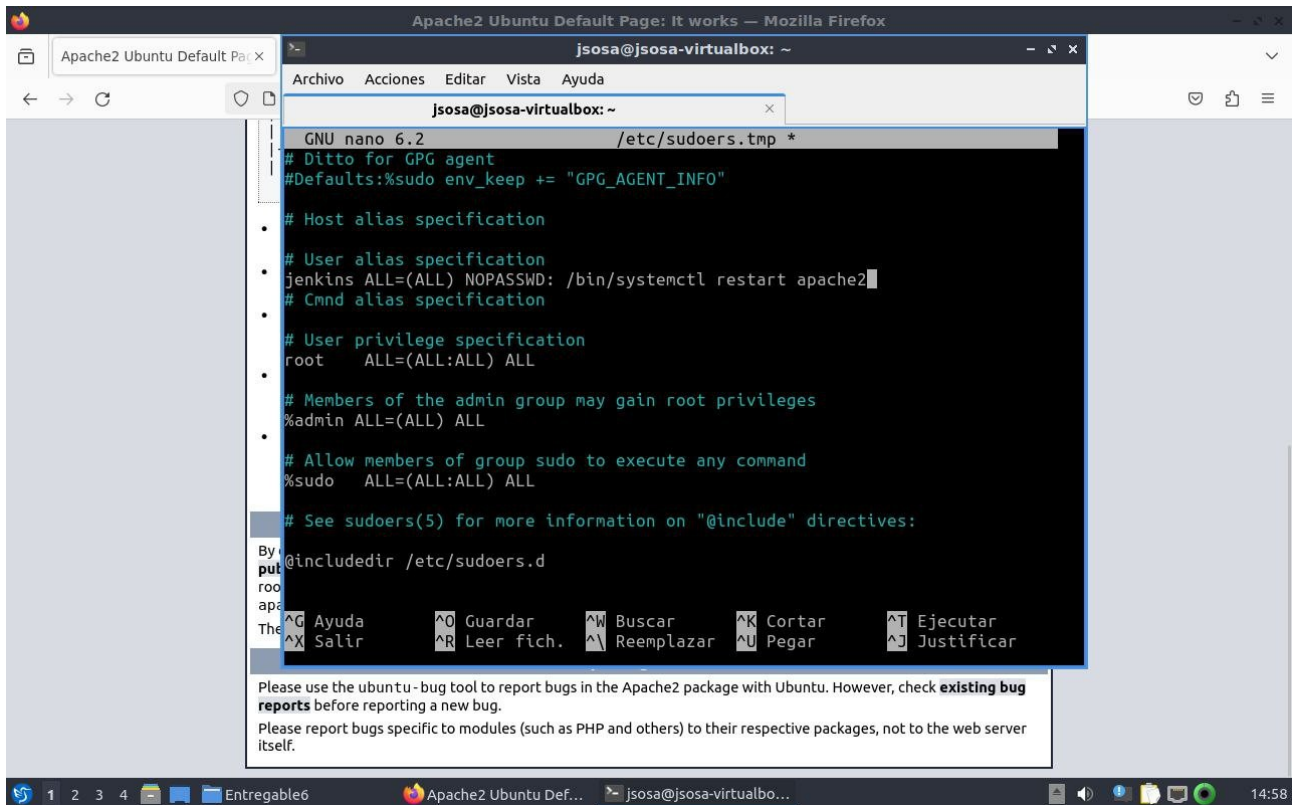 Apache2 Ubuntu Default Page: It works — Mozilla Firefox
Apache2 Ubuntu Default Pa
jsosa@jsosa-virtualbox: ~
Archivo Acciones Editar Vista Ayuda
jsosa@jsosa-virtualbox: ~
GNU nano 6.2 /etc/sudoers.tmp *
# Ditto for GPG agent
#Defaults:%sudo env_keep += "GPG_AGENT_INFO"
# Host alias specification
# User alias specification
jenkins ALL=(ALL) NOPASSWD: /bin/systemctl restart apache2
# Cmnd alias specification
# User privilege specification
root ALL=(ALL:ALL) ALL
# Members of the admin group may gain root privileges
%admin ALL=(ALL) ALL
# Allow members of group sudo to execute any command
%sudo ALL=(ALL:ALL) ALL
# See sudoers(5) for more information on "@include" directives:
@includedir /etc/sudoers.d
^G Ayuda ^O Guardar ^W Buscar ^K Cortar ^T Ejecutar
^X Salir ^R Leer fich. ^\ Reemplazar ^U Pegar ^J Justificar
By
pub
roo
apa
The
Please use the ubuntu-bug tool to report bugs in the Apache2 package with Ubuntu. However, check existing bug
reports before reporting a new bug.
Please report bugs specific to modules (such as PHP and others) to their respective packages, not to the web server
itself.
1 2 3 4 Entregable6 Apache2 Ubuntu Def... jsosa@jsosa-virtualbo... 14:58